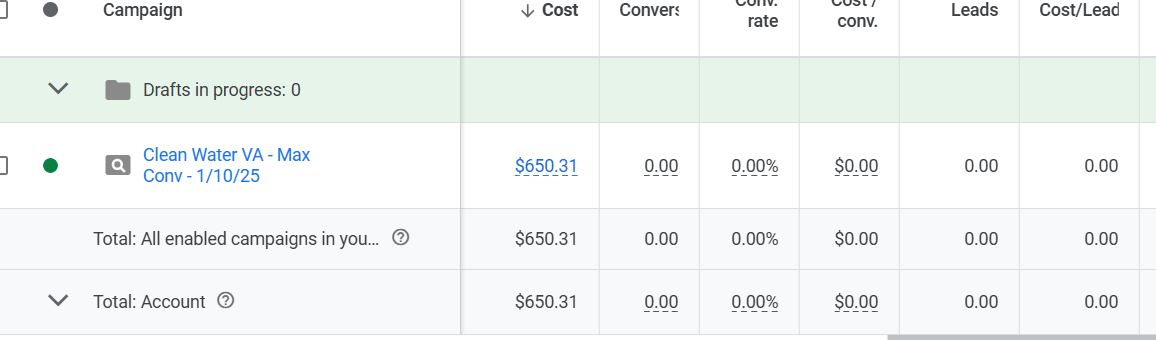 Campaign
Cost
Convers
Conv.
rate
Cost /
conv.
Leads
Cost/Lead
Drafts in progress: 0
Clean Water VA - Max
Conv - 1/10/25
$650.31
0.00
0.00%
$0.00
0.00
0.00
Total: All enabled campaigns in you...
$650.31
0.00
0.00%
$0.00
0.00
0.00
Total: Account
$650.31
0.00
0.00%
$0.00
0.00
0.00